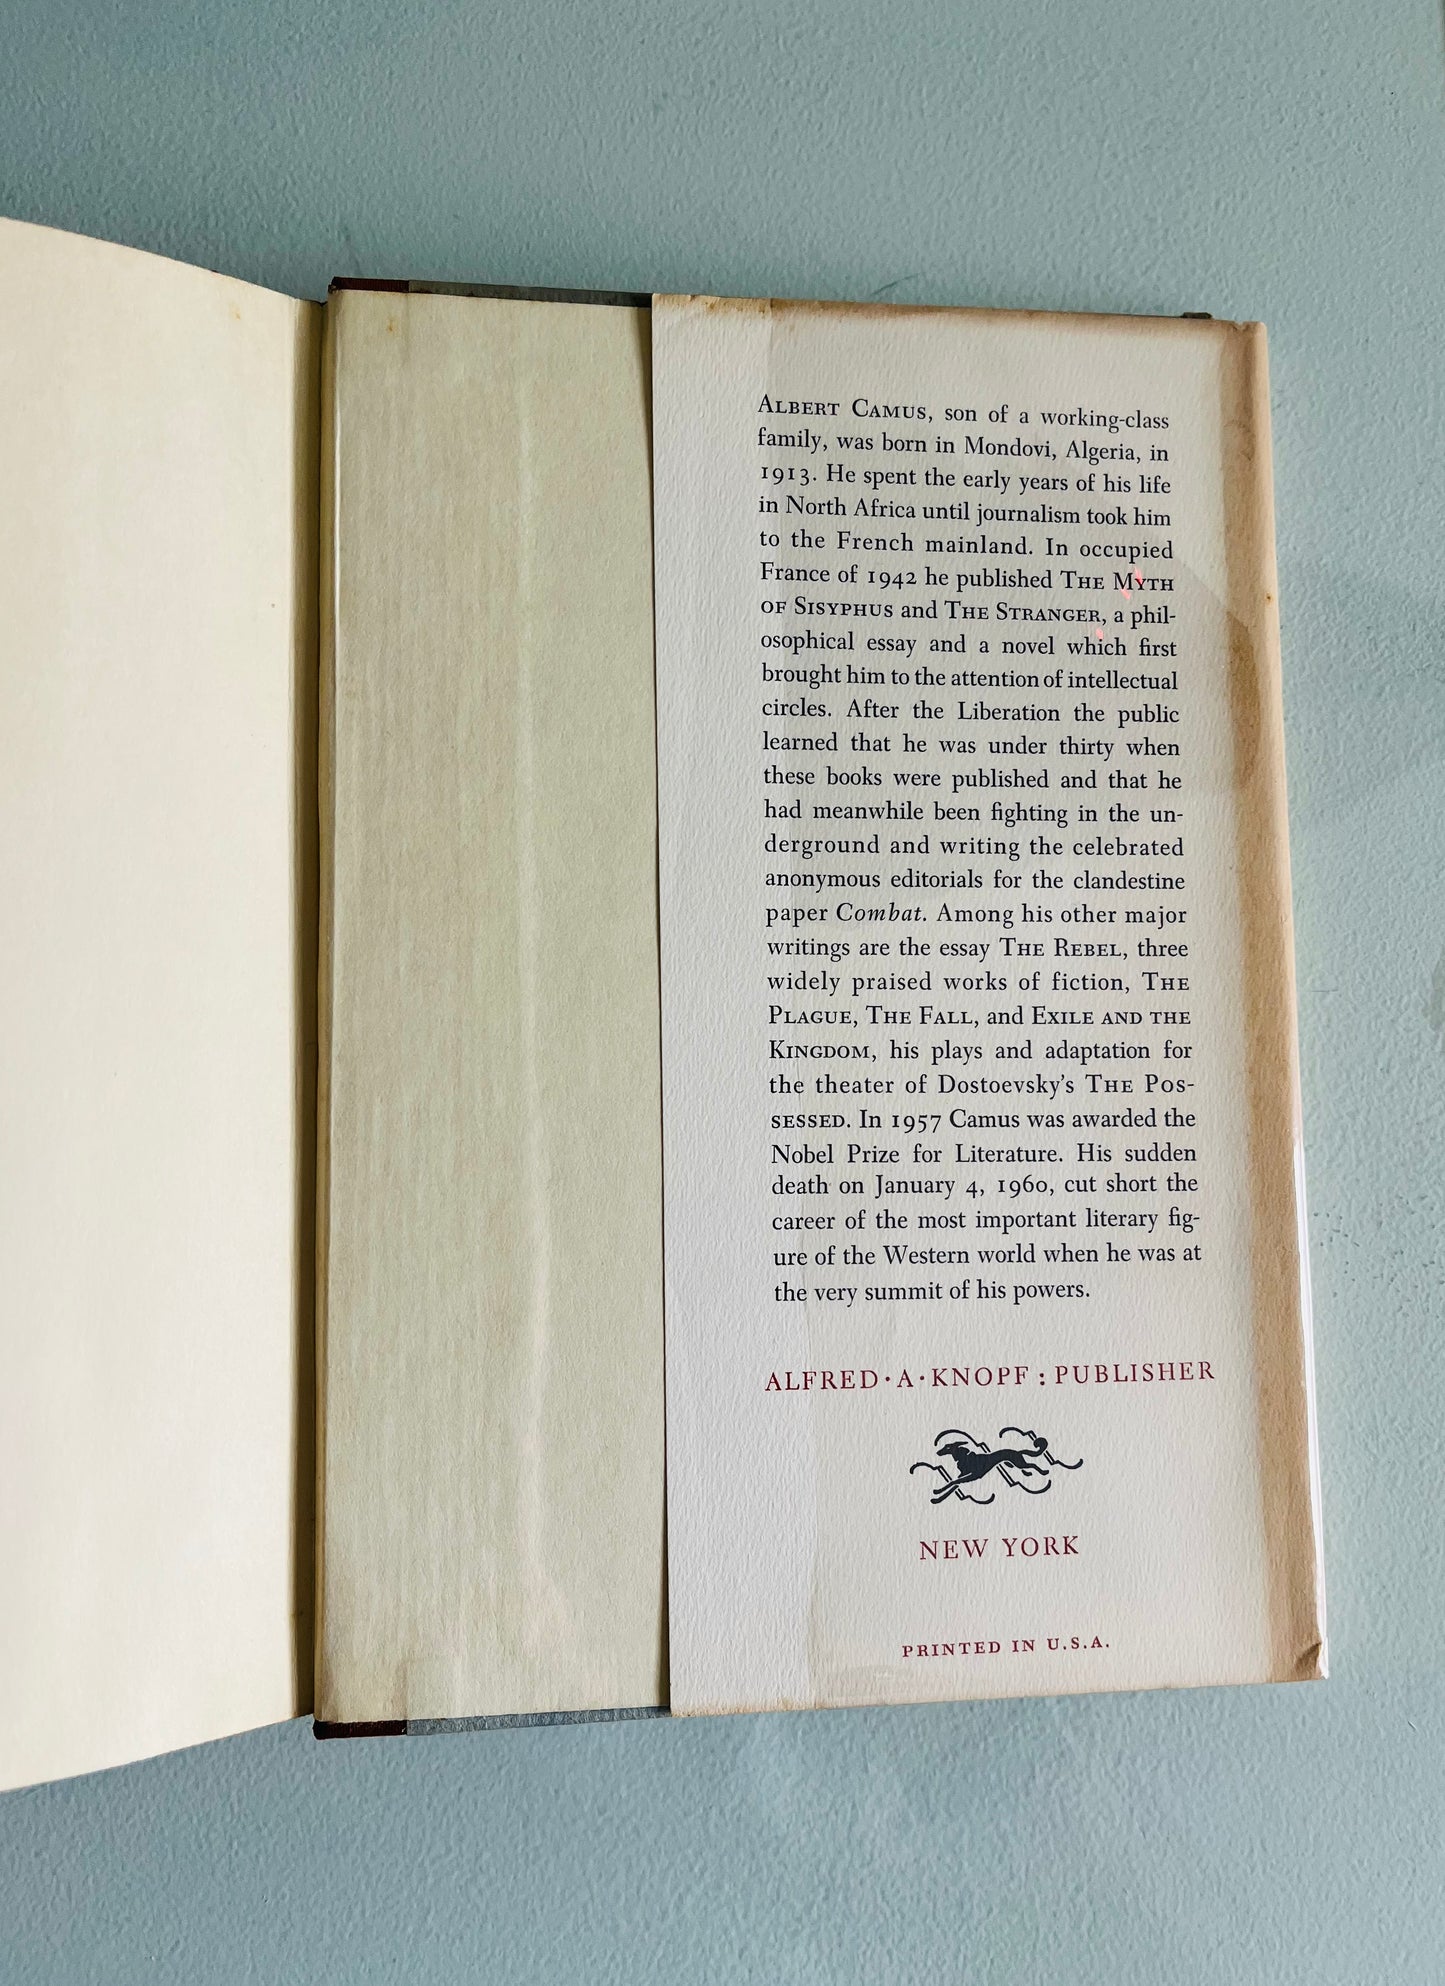 ALBERT CAMUS, son of a working-class
family, was born in Mondovi, Algeria, in
1913. He spent the early years of his life
in North Africa until journalism took him
to the French mainland. In occupied
France of 1942 he published THE MYTH
OF SISYPHUS and THE STRANGER, a phil-
osophical essay and a novel which first
brought him to the attention of intellectual
circles. After the Liberation the public
learned that he was under thirty when
these books were published and that he
had meanwhile been fighting in the un-
derground and writing the celebrated
anonymous editorials for the clandestine
paper Combat. Among his other major
writings are the essay THE REBEL, three
widely praised works of fiction, THE
PLAGUE, THE FALL, and EXILE AND THE
KINGDOM, his plays and adaptation for
the theater of Dostoevsky's THE POS-
SESSED. In 1957 Camus was awarded the
Nobel Prize for Literature. His sudden
death on January 4, 1960, cut short the
career of the most important literary fig-
ure of the Western world when he was at
the very summit of his powers.
ALFRED · A · KNOPF : PUBLISHER
NEW YORK
PRINTED IN U.S.A.